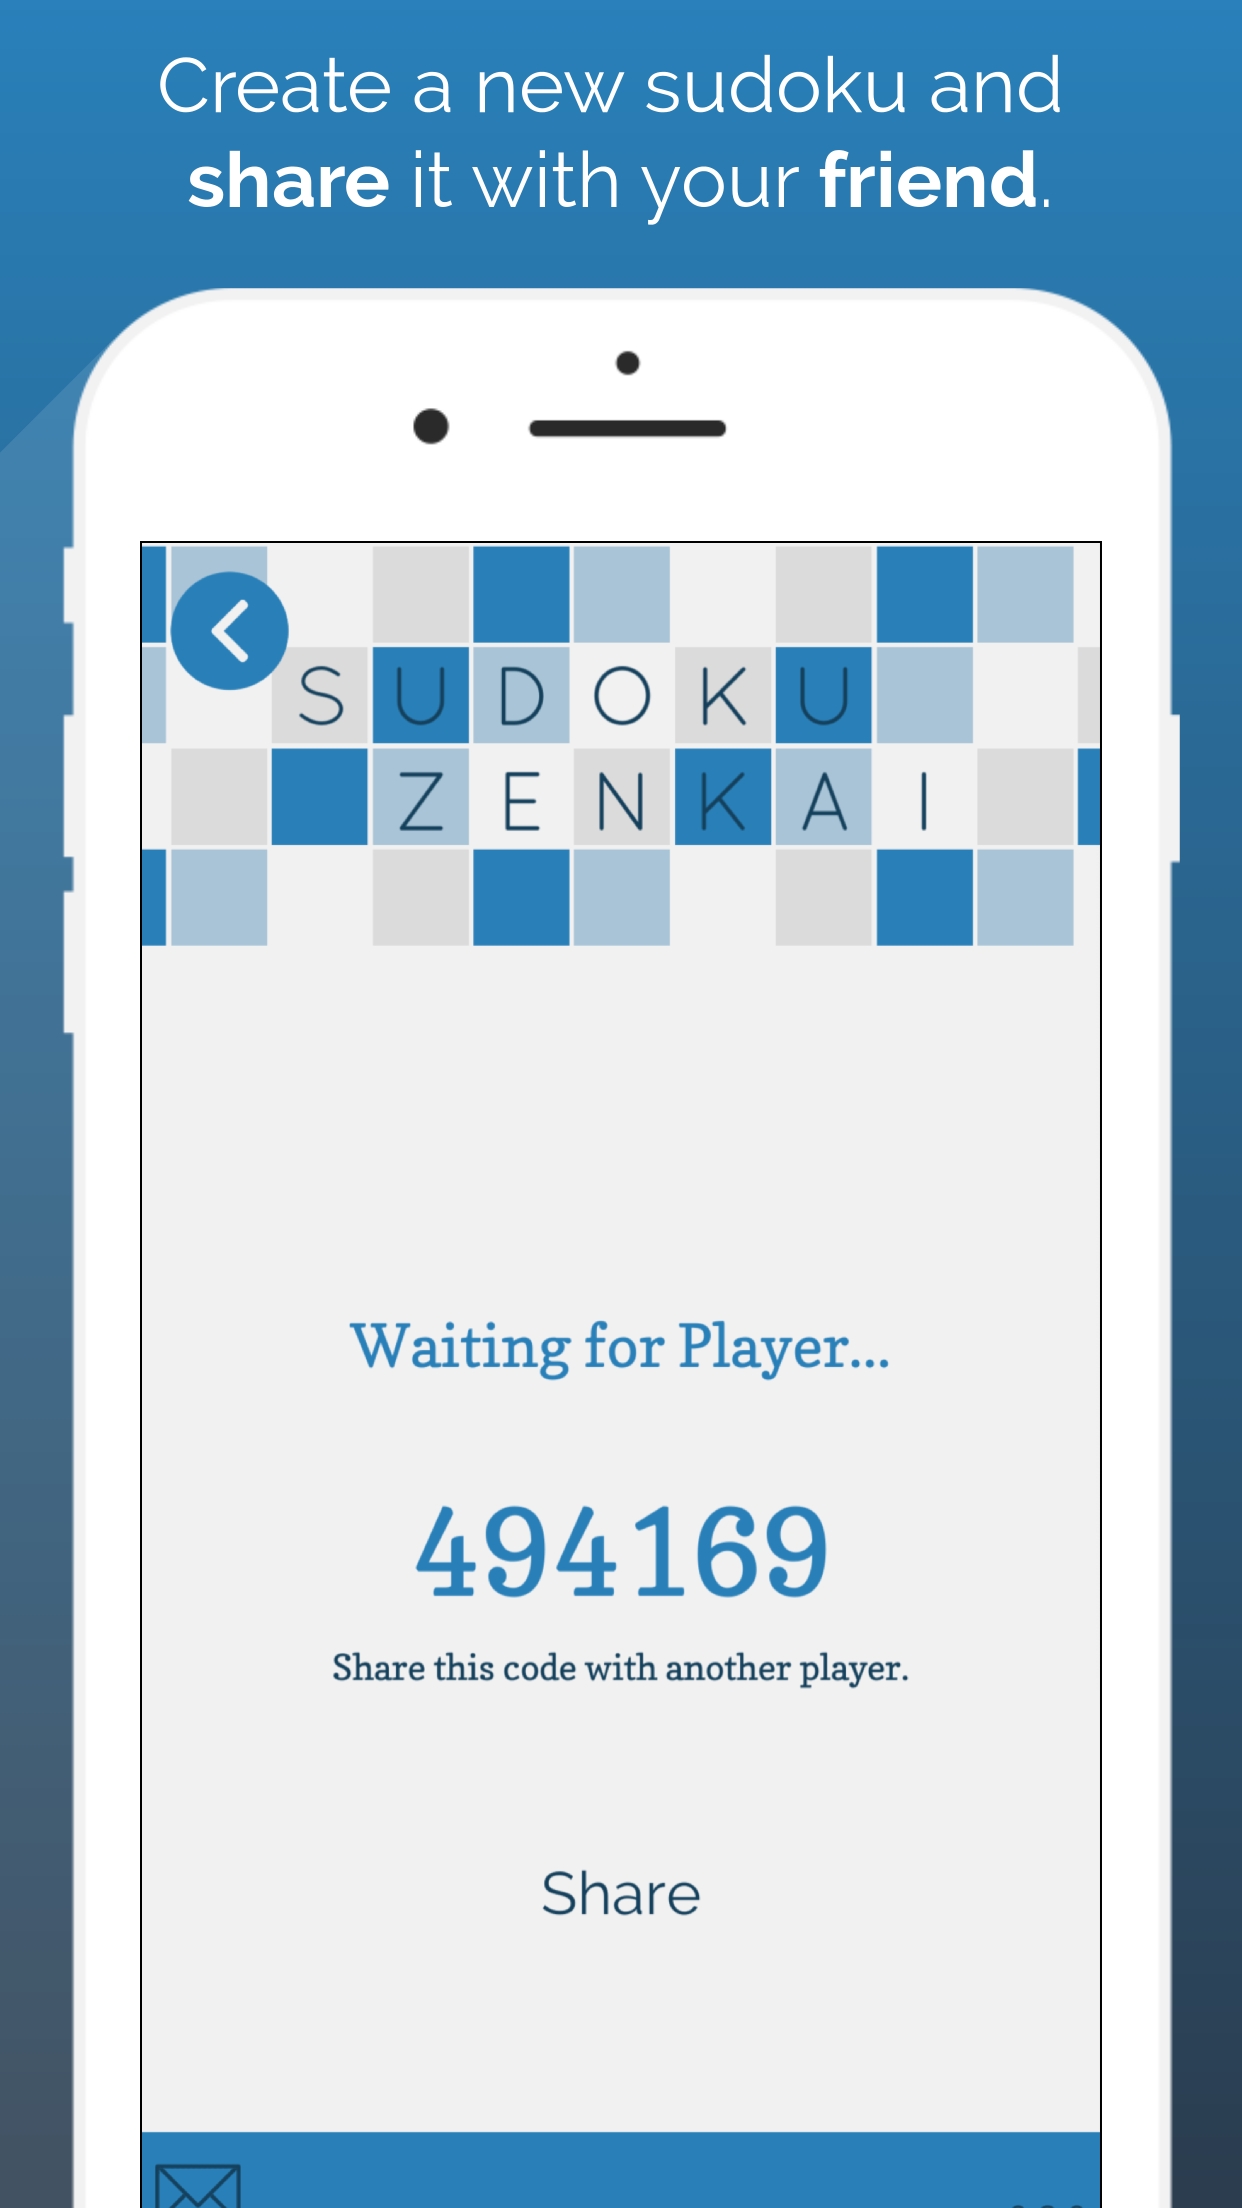 Create a new sudoku and
share it with your friend.
SUDOKU
ZENKAI
Waiting for Player...
494169
Share this code with another player.
Share